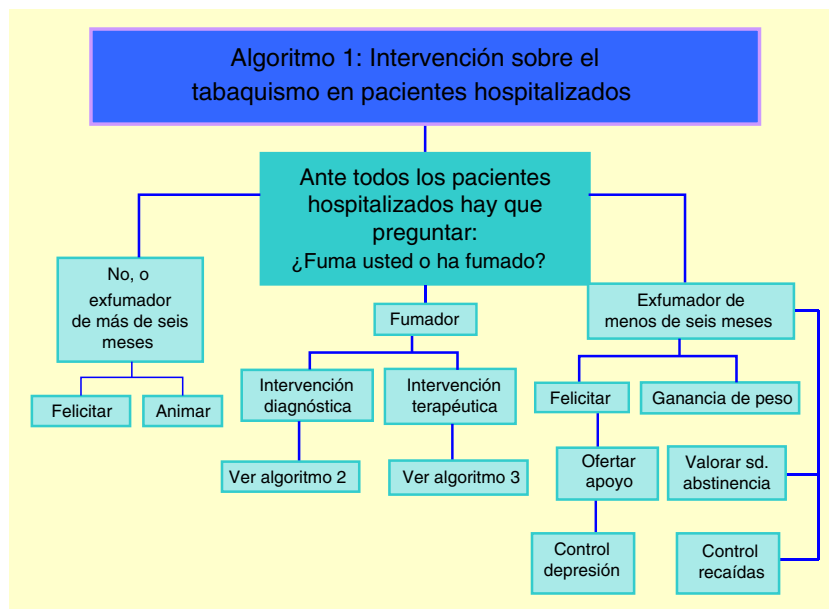 Algoritmo 1: Intervención sobre el
tabaquismo en pacientes hospitalizados
Ante todos los pacientes
hospitalizados hay que
preguntar:
¿Fuma usted o ha fumado?
No, o
exfumador
de más de seis
meses
Felicitar
Animar
Fumador
Intervención
diagnóstica
Ver algoritmo 2
Intervención
terapéutica
Ver algoritmo 3
Exfumador de
menos de seis meses
Felicitar
Ganancia de peso
Ofertar
apoyo
Valorar sd.
abstinencia
Control
depresión
Control
recaídas